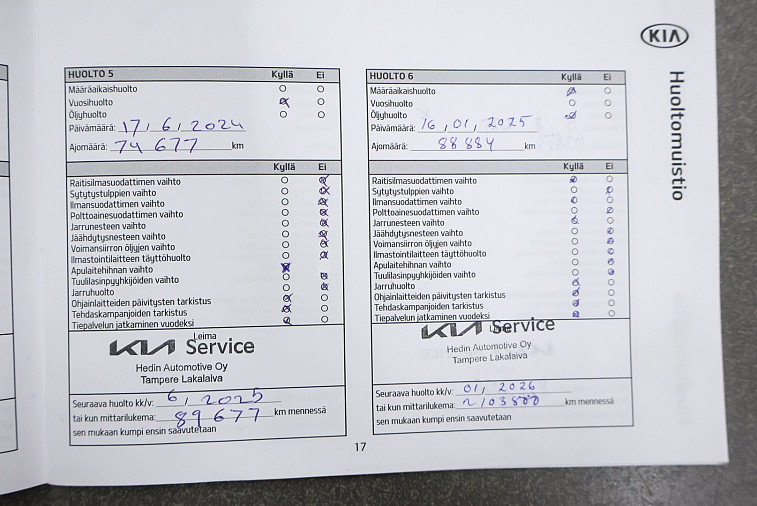 KIA
Huoltomuistio
HUOLTO 5 Kyllä Ei
Määräaikaishuolto
Vuosihuolto
Öljyhuolto
Päivämäärä: 17, 6, 2024
Ajomäärä: 74 677 km
Kyllä Ei
Raitisilmasuodattimen vaihto
Sytytystulppien vaihto
Ilmansuodattimen vaihto
Polttoainesuodattimen vaihto
Jarrunesteen vaihto
Jäähdytysnesteen vaihto
Voimansiirron öljyjen vaihto
Ilmastointilaitteen täyttöhuolto
Apulaitehihnan vaihto
Tuulilasinpyyhkijöiden vaihto
Jarruhuolto
Ohjainlaitteiden päivitysten tarkistus
Tehdaskampanjoiden tarkistus
Tiepalvelun jatkaminen vuodeksi
Leima
KIA Service
Hedin Automotive Oy
Tampere Lakalaiva
Seuraava huolto kk/v: 6, 2025
tai kun mittarilukema: 89677 km mennessä
sen mukaan kumpi ensin saavutetaan
HUOLTO 6 Kyllä Ei
Määräaikaishuolto
Vuosihuolto
Öljyhuolto
Päivämäärä: 16, 01, 2025
Ajomäärä: 88884 km
Kyllä Ei
Raitisilmasuodattimen vaihto
Sytytystulppien vaihto
Ilmansuodattimen vaihto
Polttoainesuodattimen vaihto
Jarrunesteen vaihto
Jäähdytysnesteen vaihto
Voimansiirron öljyjen vaihto
Ilmastointilaitteen täyttöhuolto
Apulaitehihnan vaihto
Tuulilasinpyyhkijöiden vaihto
Jarruhuolto
Ohjainlaitteiden päivitysten tarkistus
Tehdaskampanjoiden tarkistus
Tiepalvelun jatkaminen vuodeksi
KIA Service
Hedin Automotive Oy
Tampere Lakalaiva
Seuraava huolto kk/v: 01, 2026
tai kun mittarilukema: km mennessä
sen mukaan kumpi ensin saavutetaan
17